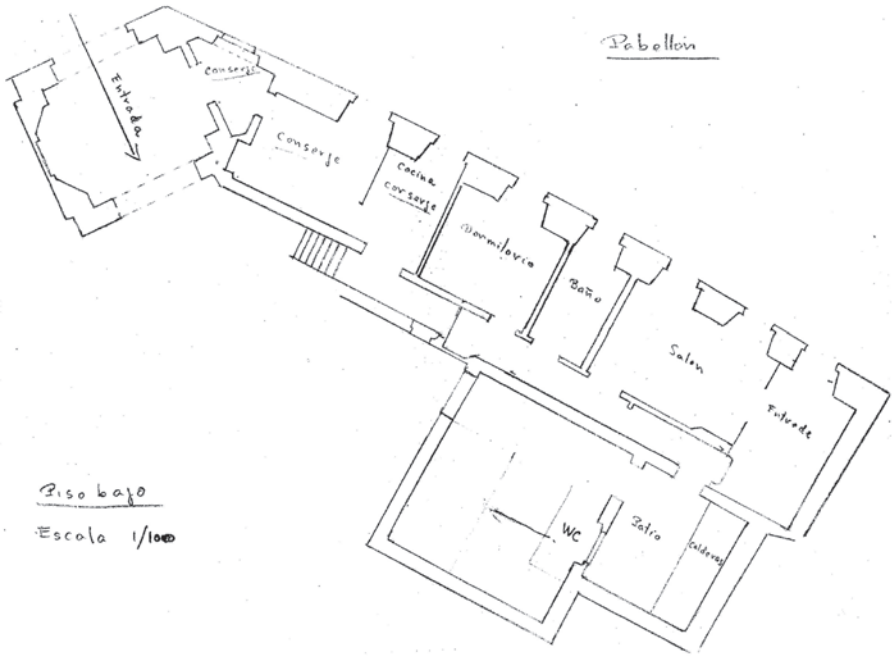 Pabellón
Entrada
conserje
Conserje
Cocina
conserje
Dormitorio
Baño
Salon
Entrada
WC
Patio
Calderas
Piso bajo
Escala 1/100